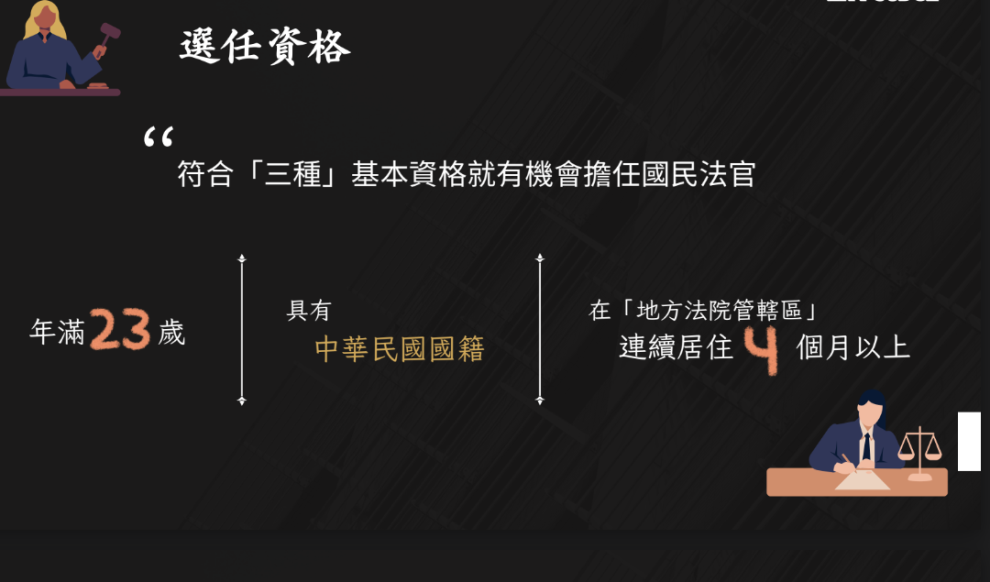 選任資格
“
符合「三種」基本資格就有機會擔任國民法官
年滿23歲
具有
中華民國國籍
在「地方法院管轄區」
連續居住4個月以上